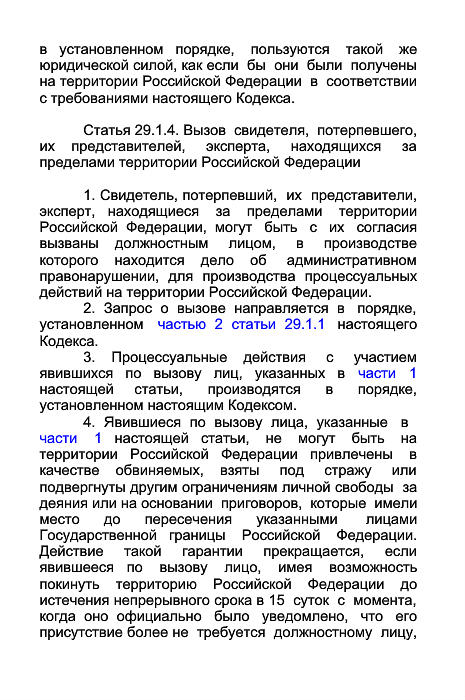 в установленном порядке, пользуются такой же
юридической силой, как если бы они были получены
на территории Российской Федерации в соответствии
с требованиями настоящего Кодекса.
Статья 29.1.4. Вызов свидетеля, потерпевшего,
их представителей, эксперта, находящихся за
пределами территории Российской Федерации
1. Свидетель, потерпевший, их представители,
эксперт, находящиеся за пределами территории
Российской Федерации, могут быть с их согласия
вызваны должностным лицом, в производстве
которого находится дело об административном
правонарушении, для производства процессуальных
действий на территории Российской Федерации.
2. Запрос о вызове направляется в порядке,
установленном частью 2 статьи 29.1.1 настоящего
Кодекса.
3. Процессуальные действия с участием
явившихся по вызову лиц, указанных в части 1
настоящей статьи, производятся в порядке,
установленном настоящим Кодексом.
4. Явившиеся по вызову лица, указанные в
части 1 настоящей статьи, не могут быть на
территории Российской Федерации привлечены в
качестве обвиняемых, взяты под стражу или
подвергнуты другим ограничениям личной свободы за
деяния или на основании приговоров, которые имели
место до пересечения указанными лицами
Государственной границы Российской Федерации.
Действие такой гарантии прекращается, если
явившееся по вызову лицо, имея возможность
покинуть территорию Российской Федерации до
истечения непрерывного срока в 15 суток с момента,
когда оно официально было уведомлено, что его
присутствие более не требуется должностному лицу,